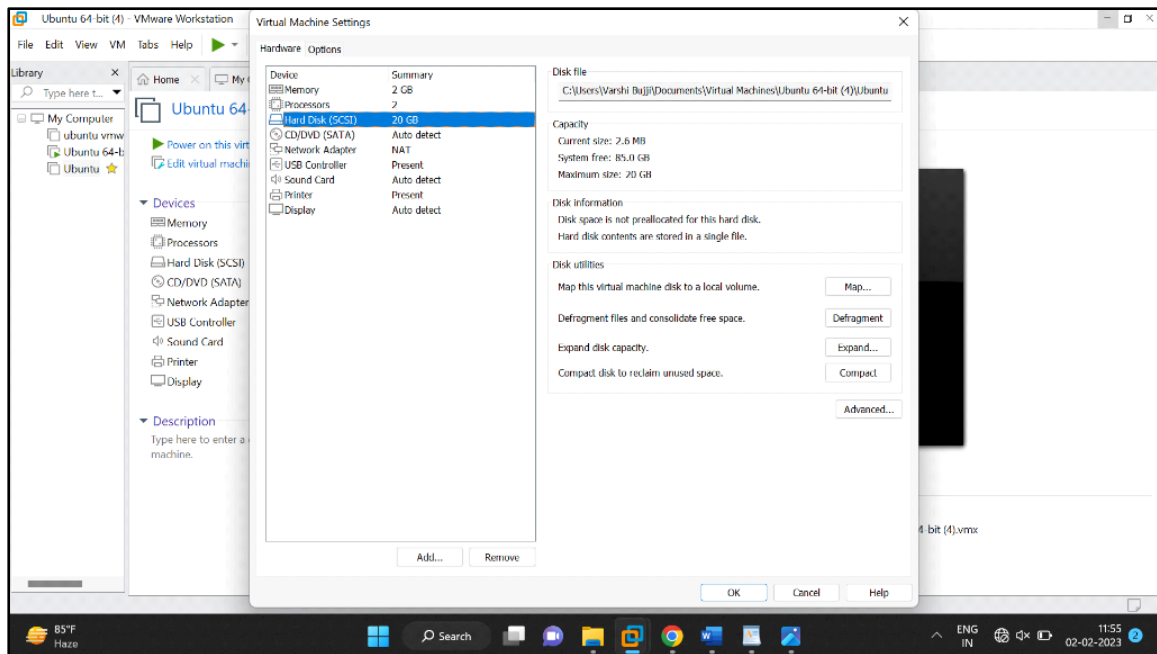 Ubuntu 64-bit (4) - VMware Workstation
File Edit View VM Tabs Help
Library
Type here t...
My Computer
ubuntu vmw
Ubuntu 64-b
Ubuntu
Home
My
Ubuntu 64-
Power on this virt
Edit virtual machi
Devices
Memory
Processors
Hard Disk (SCSI)
CD/DVD (SATA)
Network Adapter
USB Controller
Sound Card
Printer
Display
Description
Type here to enter a
machine.
Virtual Machine Settings
Hardware Options
Device Summary
Memory 2 GB
Processors 2
Hard Disk (SCSI) 20 GB
CD/DVD (SATA) Auto detect
Network Adapter NAT
USB Controller Present
Sound Card Auto detect
Printer Present
Display Auto detect
Add... Remove
Disk file
C:\Users\Varshi Bujji\Documents\Virtual Machines\Ubuntu 64-bit (4)\Ubuntu
Capacity
Current size: 2.6 MB
System free: 85.0 GB
Maximum size: 20 GB
Disk information
Disk space is not preallocated for this hard disk.
Hard disk contents are stored in a single file.
Disk utilities
Map this virtual machine disk to a local volume. Map...
Defragment files and consolidate free space. Defragment
Expand disk capacity. Expand...
Compact disk to reclaim unused space. Compact
Advanced...
OK Cancel Help
4-bit (4).vmx
85°F
Haze
Search
ENG
IN
11:55
02-02-2023
2